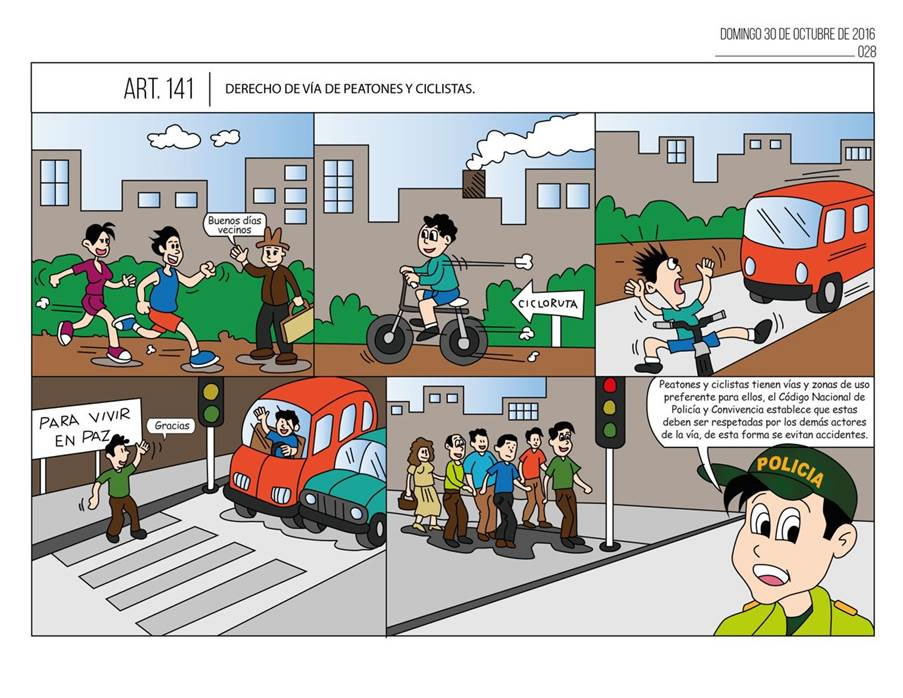 DOMINGO 30 DE OCTUBRE DE 2016
028
ART. 141
DERECHO DE VÍA DE PEATONES Y CICLISTAS.
Buenos días
vecinos
CICLORUTA
PARA VIVIR
EN PAZ
Gracias
Peatones y ciclistas tienen vías y zonas de uso
preferente para ellos, el Código Nacional de
Policía y Convivencia establece que estas
deben ser respetadas por los demás actores
de la vía, de esta forma se evitan accidentes.
POLICIA